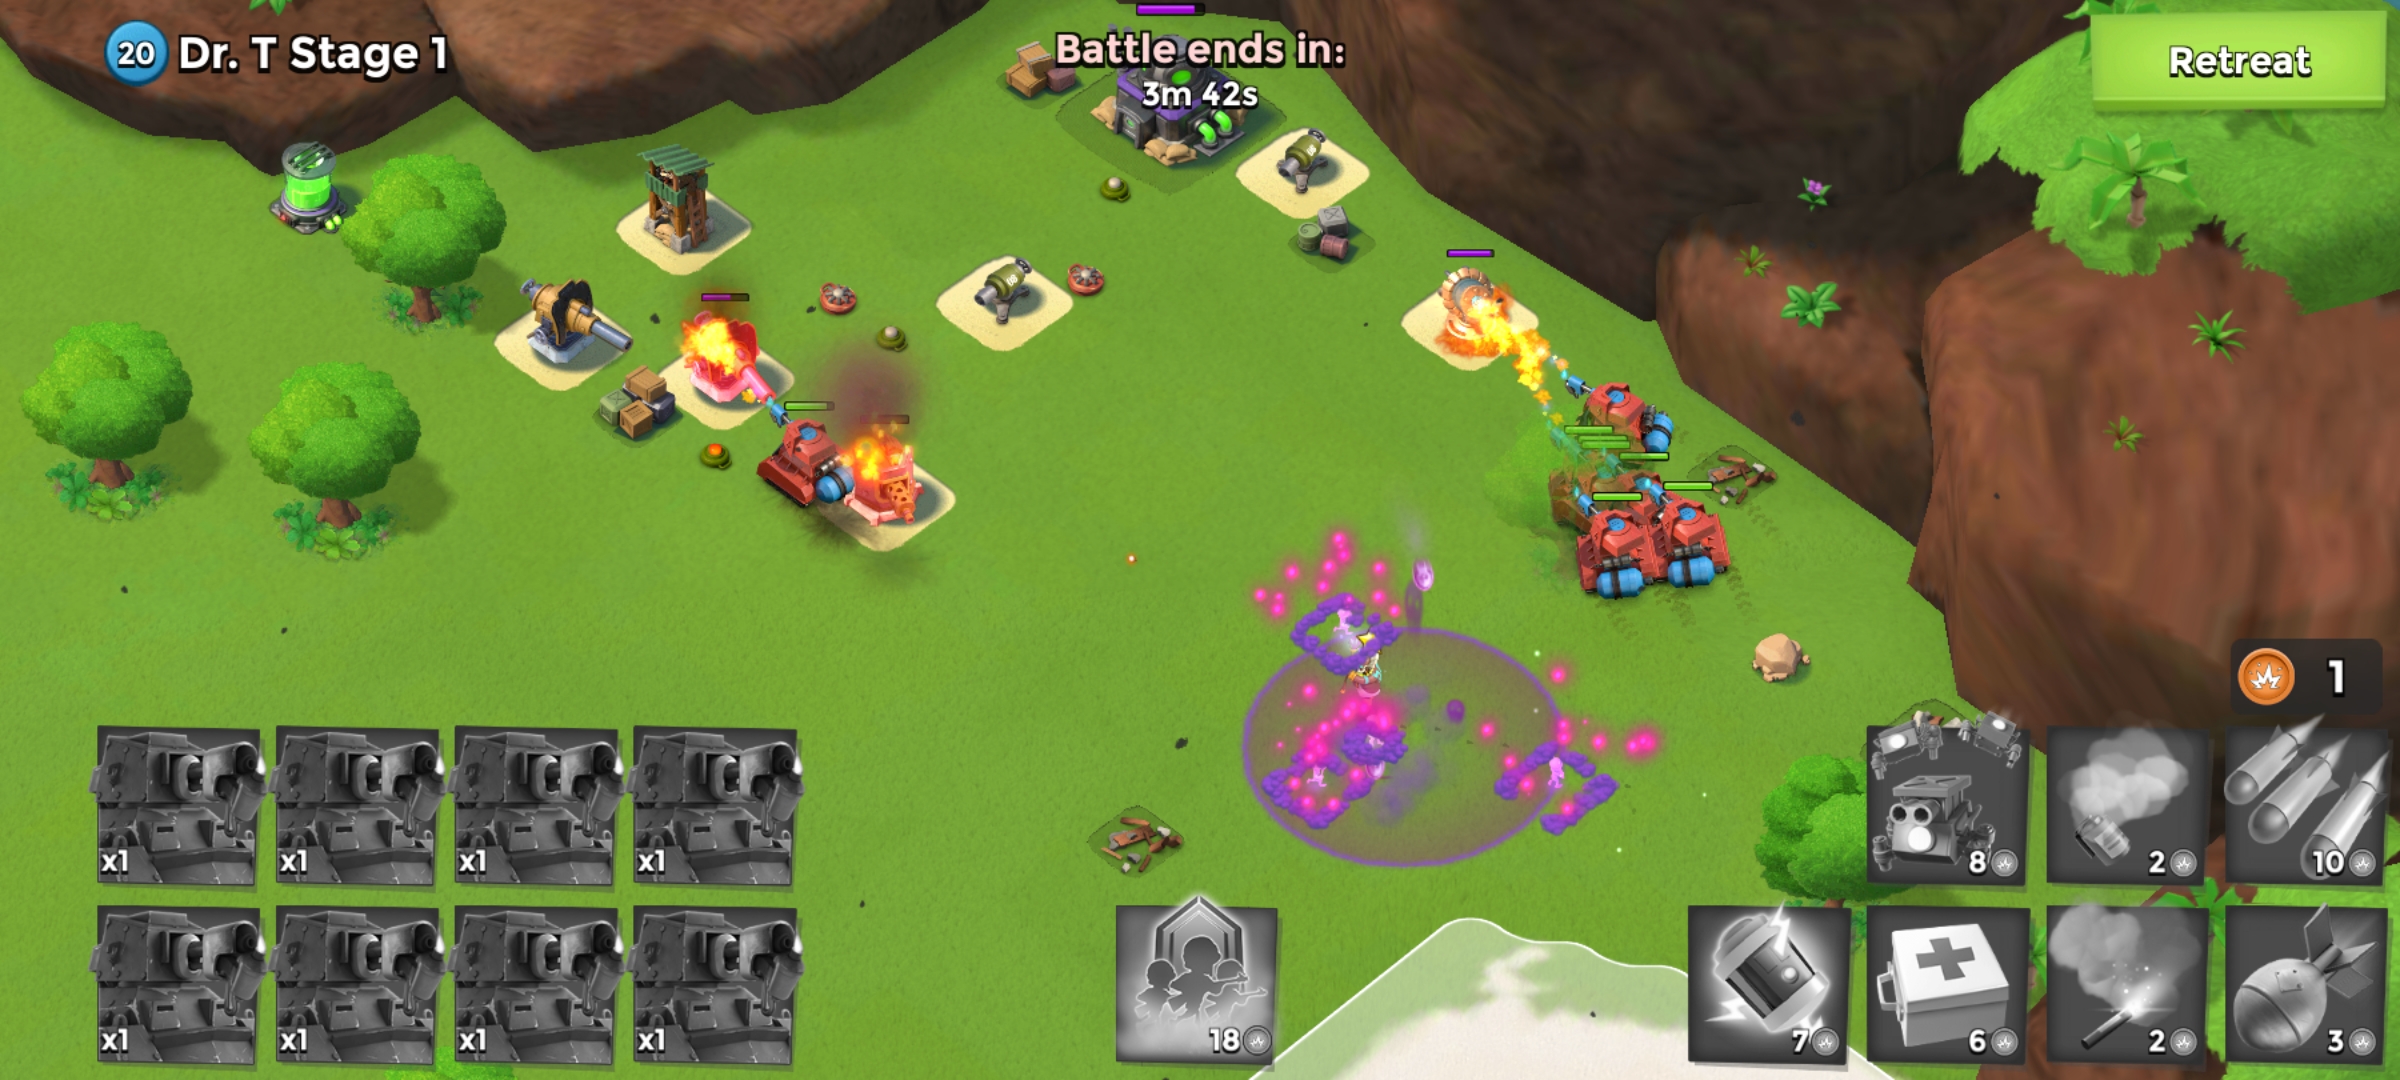 20 Dr. T Stage 1
Battle ends in:
3m 42s
Retreat
1
x1 x1 x1 x1
8 2 10
x1 x1 x1 x1
18 7 6 2 3